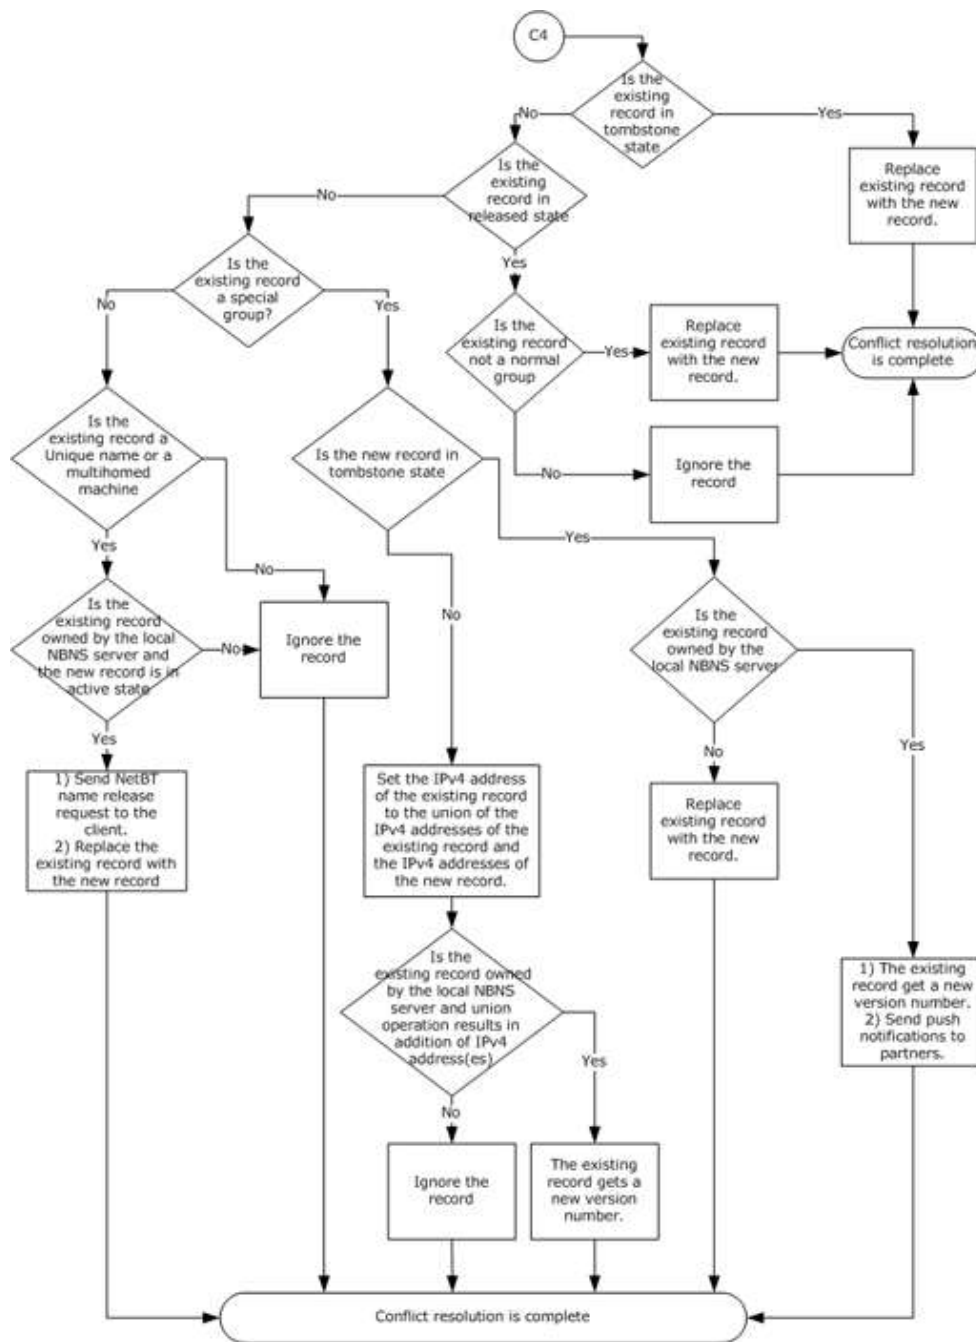 C4
Is the
existing
record in
tombstone
state
No
Yes
Is the
existing
record in
released state
Replace
existing record
with the new
record.
No
Yes
Is the
existing record
a special
group?
No
Yes
Is the
existing record
not a normal
group
Yes
Replace
existing record
with the new
record.
Conflict resolution
is complete
Is the
existing record a
Unique name or a
multihomed
machine
Is the new record in
tombstone state
No
Ignore the
record
Yes
No
Yes
Is the
existing record
owned by the local
NBNS server and
the new record is in
active state
No
Ignore the
record
No
Is the
existing record
owned by the
local NBNS server
Yes
No
Yes
1) Send NetBT
name release
request to the
client.
2) Replace the
existing record with
the new record
Set the IPv4 address
of the existing record
to the union of the
IPv4 addresses of the
existing record and
the IPv4 addresses of
the new record.
Replace
existing record
with the new
record.
Is the
existing record owned
by the local NBNS
server and union
operation results in
addition of IPv4
address(es)
1) The existing
record get a new
version number.
2) Send push
notifications to
partners.
Yes
No
Ignore the
record
The existing
record gets a
new version
number.
Conflict resolution is complete